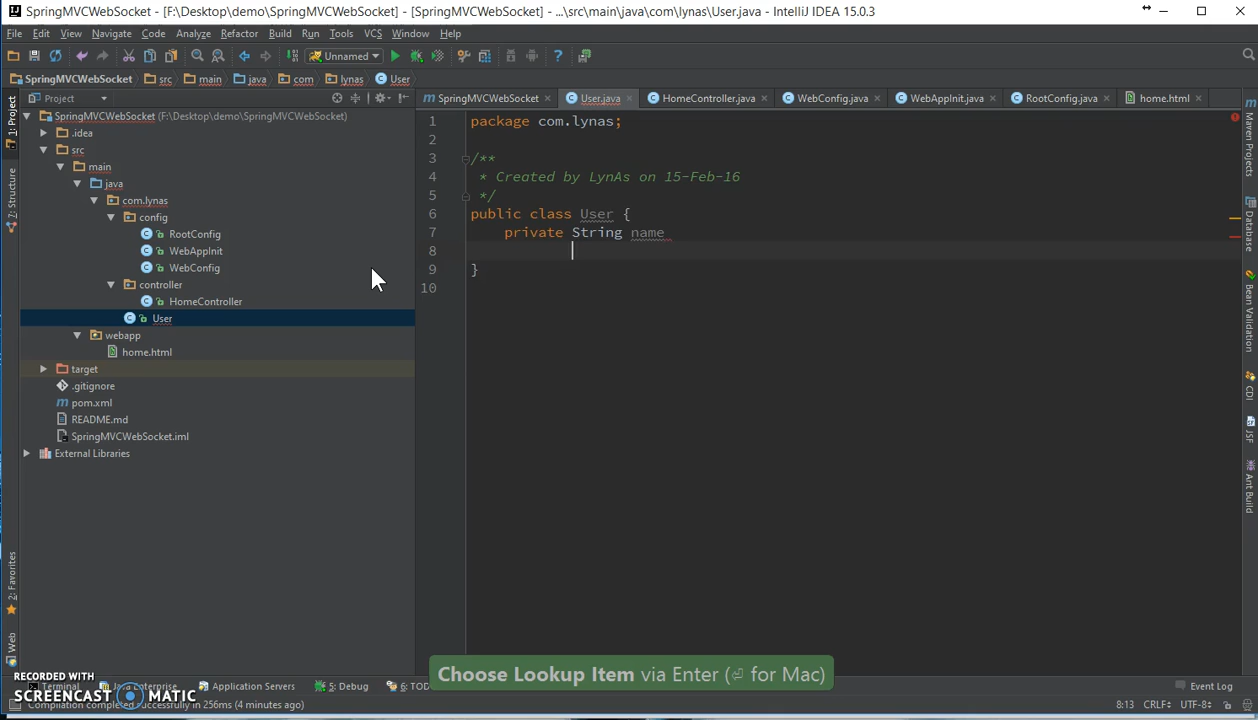 SpringMVCWebSocket - [F:\Desktop\demo\SpringMVCWebSocket] - [SpringMVCWebSocket] - ...\src\main\java\com\lynas\User.java - IntelliJ IDEA 15.0.3
File Edit View Navigate Code Analyze Refactor Build Run Tools VCS Window Help
Unnamed
SpringMVCWebSocket src main java com lynas User
Project
SpringMVCWebSocket User.java HomeController.java WebConfig.java WebAppInit.java RootConfig.java home.html
1: Project
Z: Structure
2: Favorites
Web
SpringMVCWebSocket (F:\Desktop\demo\SpringMVCWebSocket)
.idea
src
main
java
com.lynas
config
RootConfig
WebAppInit
WebConfig
controller
HomeController
User
webapp
home.html
target
.gitignore
pom.xml
README.md
SpringMVCWebSocket.iml
External Libraries
1 package com.lynas;
2
3 /**
4 * Created by LynAs on 15-Feb-16
5 */
6 public class User {
7 private String name
8
9 }
10
Maven Projects
Database
Bean Validation
CDI
JSF
Ant Build
Choose Lookup Item via Enter (⏎ for Mac)
RECORDED WITH
SCREENCAST MATIC
Terminal Java Enterprise Application Servers 5: Debug 6: TOD
Event Log
Compilation completed successfully in 256ms (4 minutes ago)
8:13 CRLF UTF-8